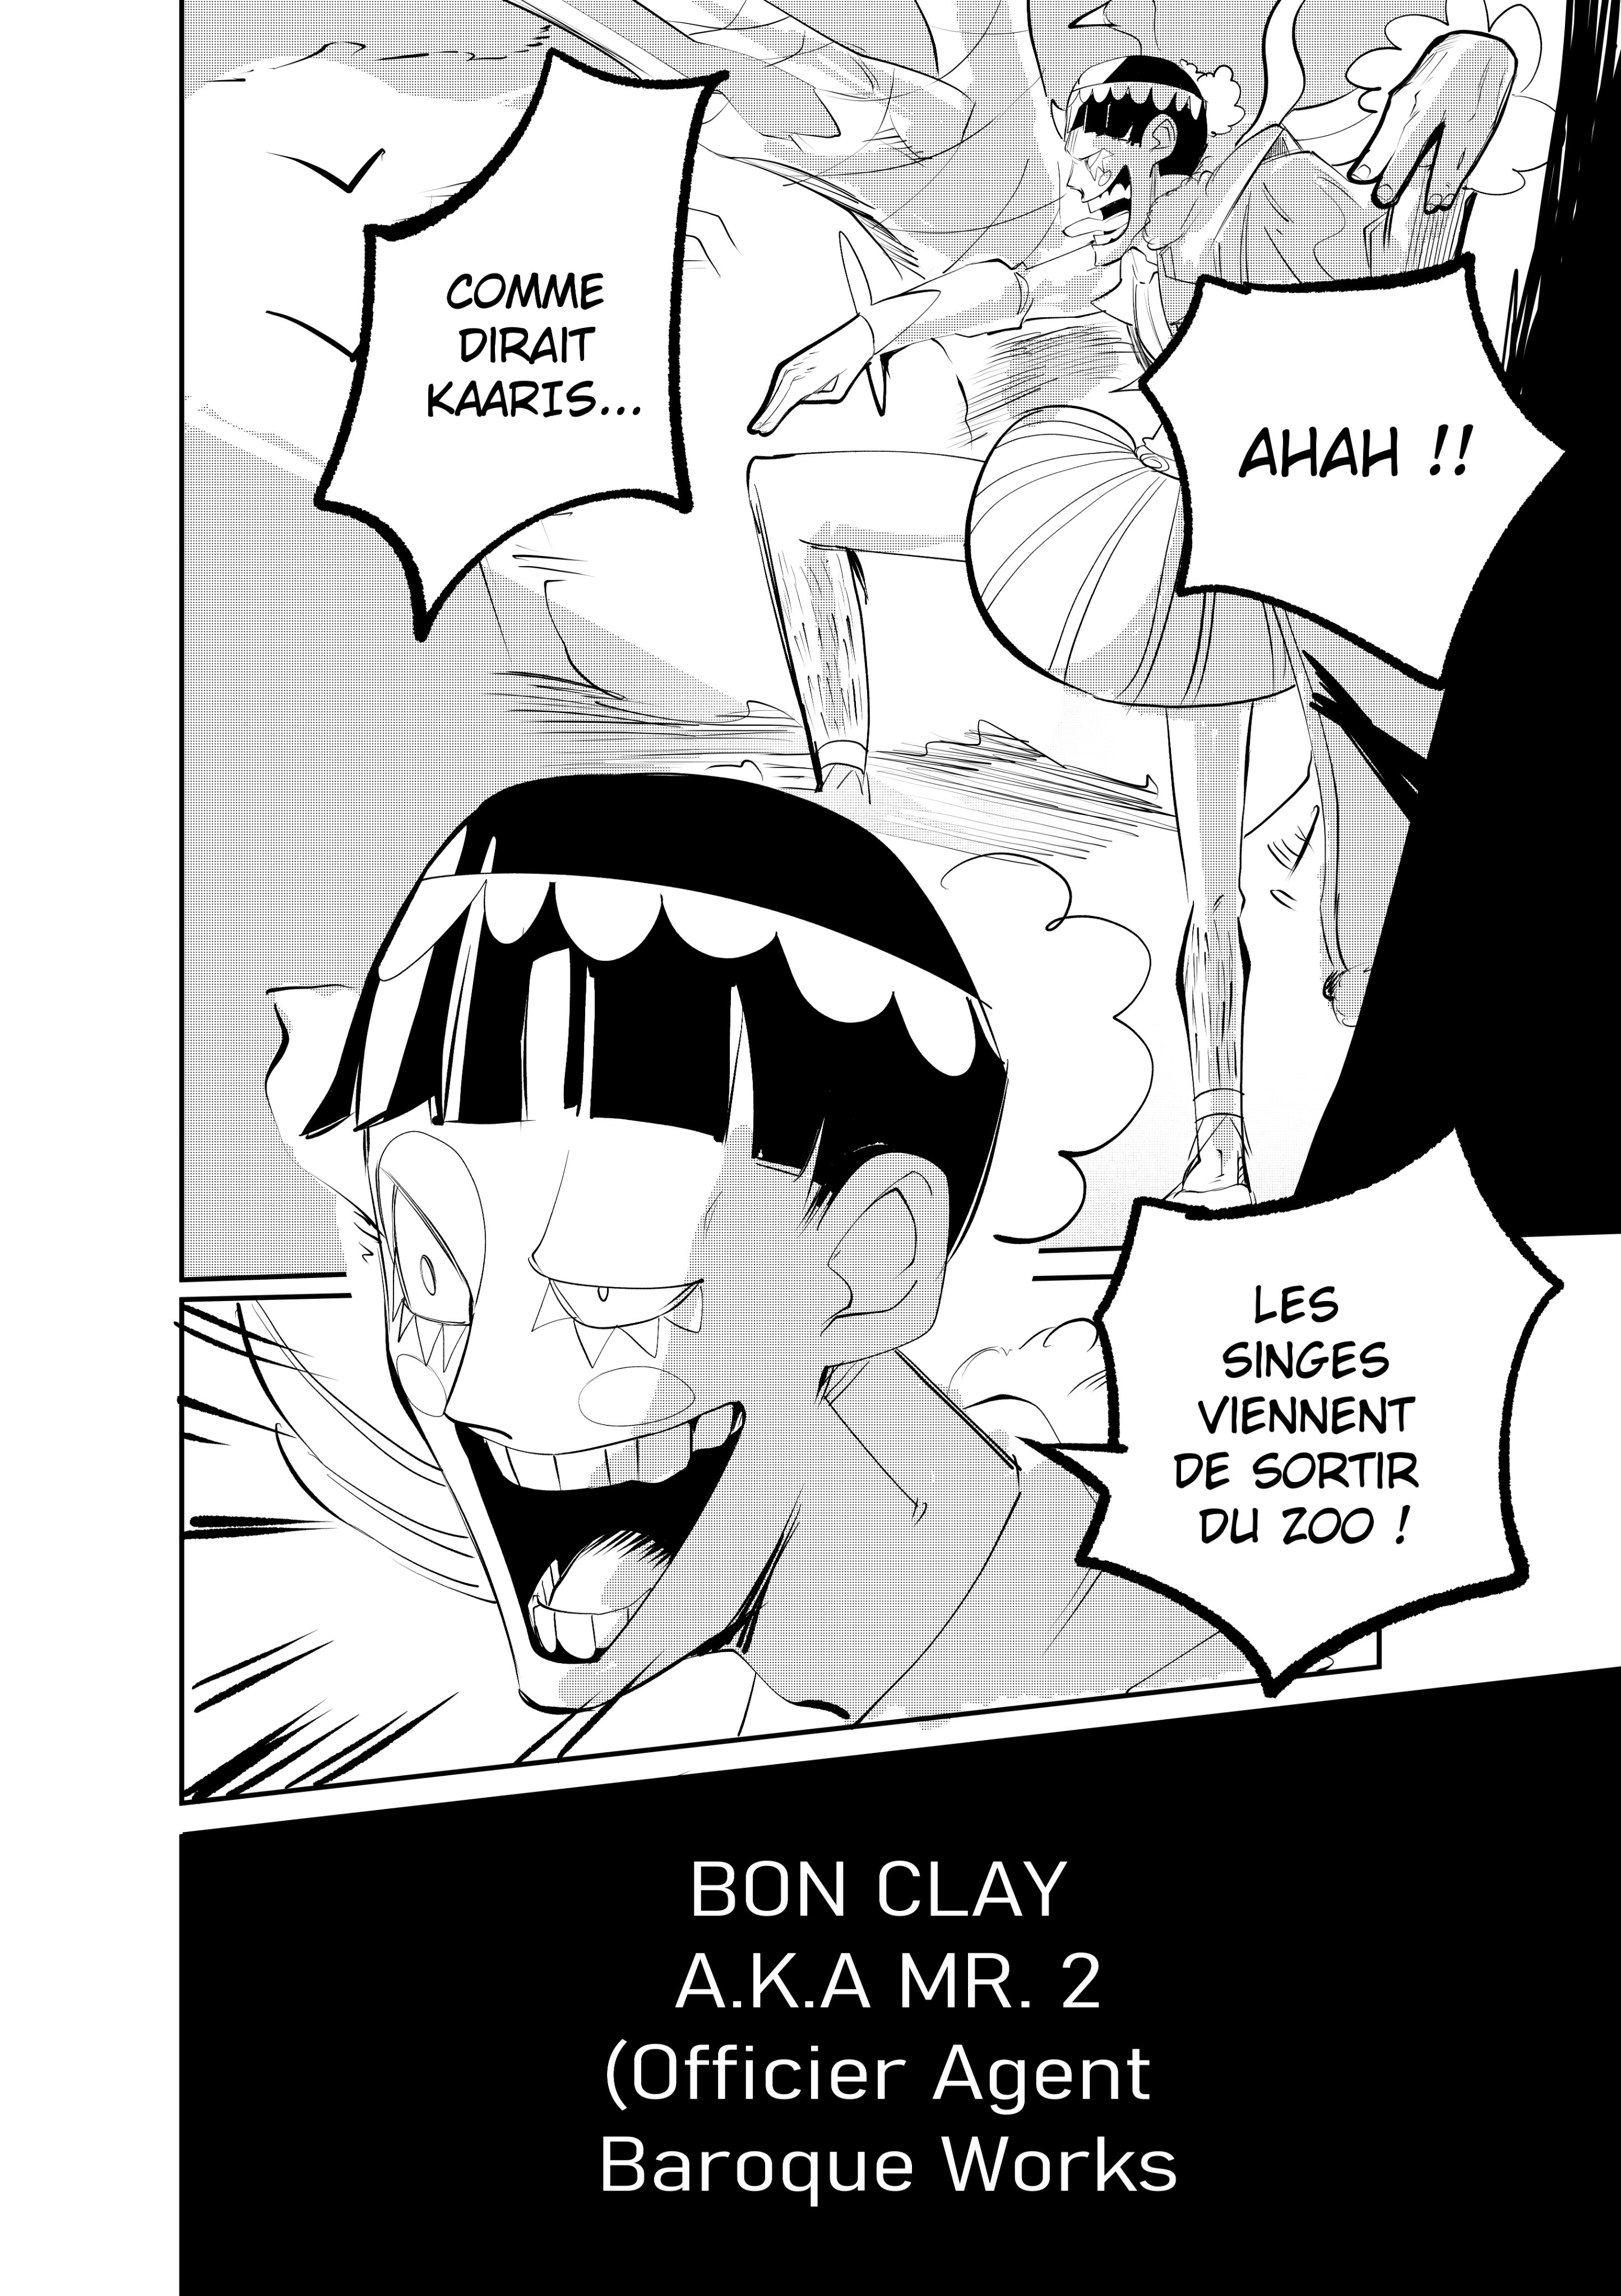 AHAH !!
COMME
DIRAIT
KAARIS...
LES
SINGES
VIENNENT
DE SORTIR
DU ZOO !
BON CLAY
A.K.A MR. 2
(Officier Agent
Baroque Works